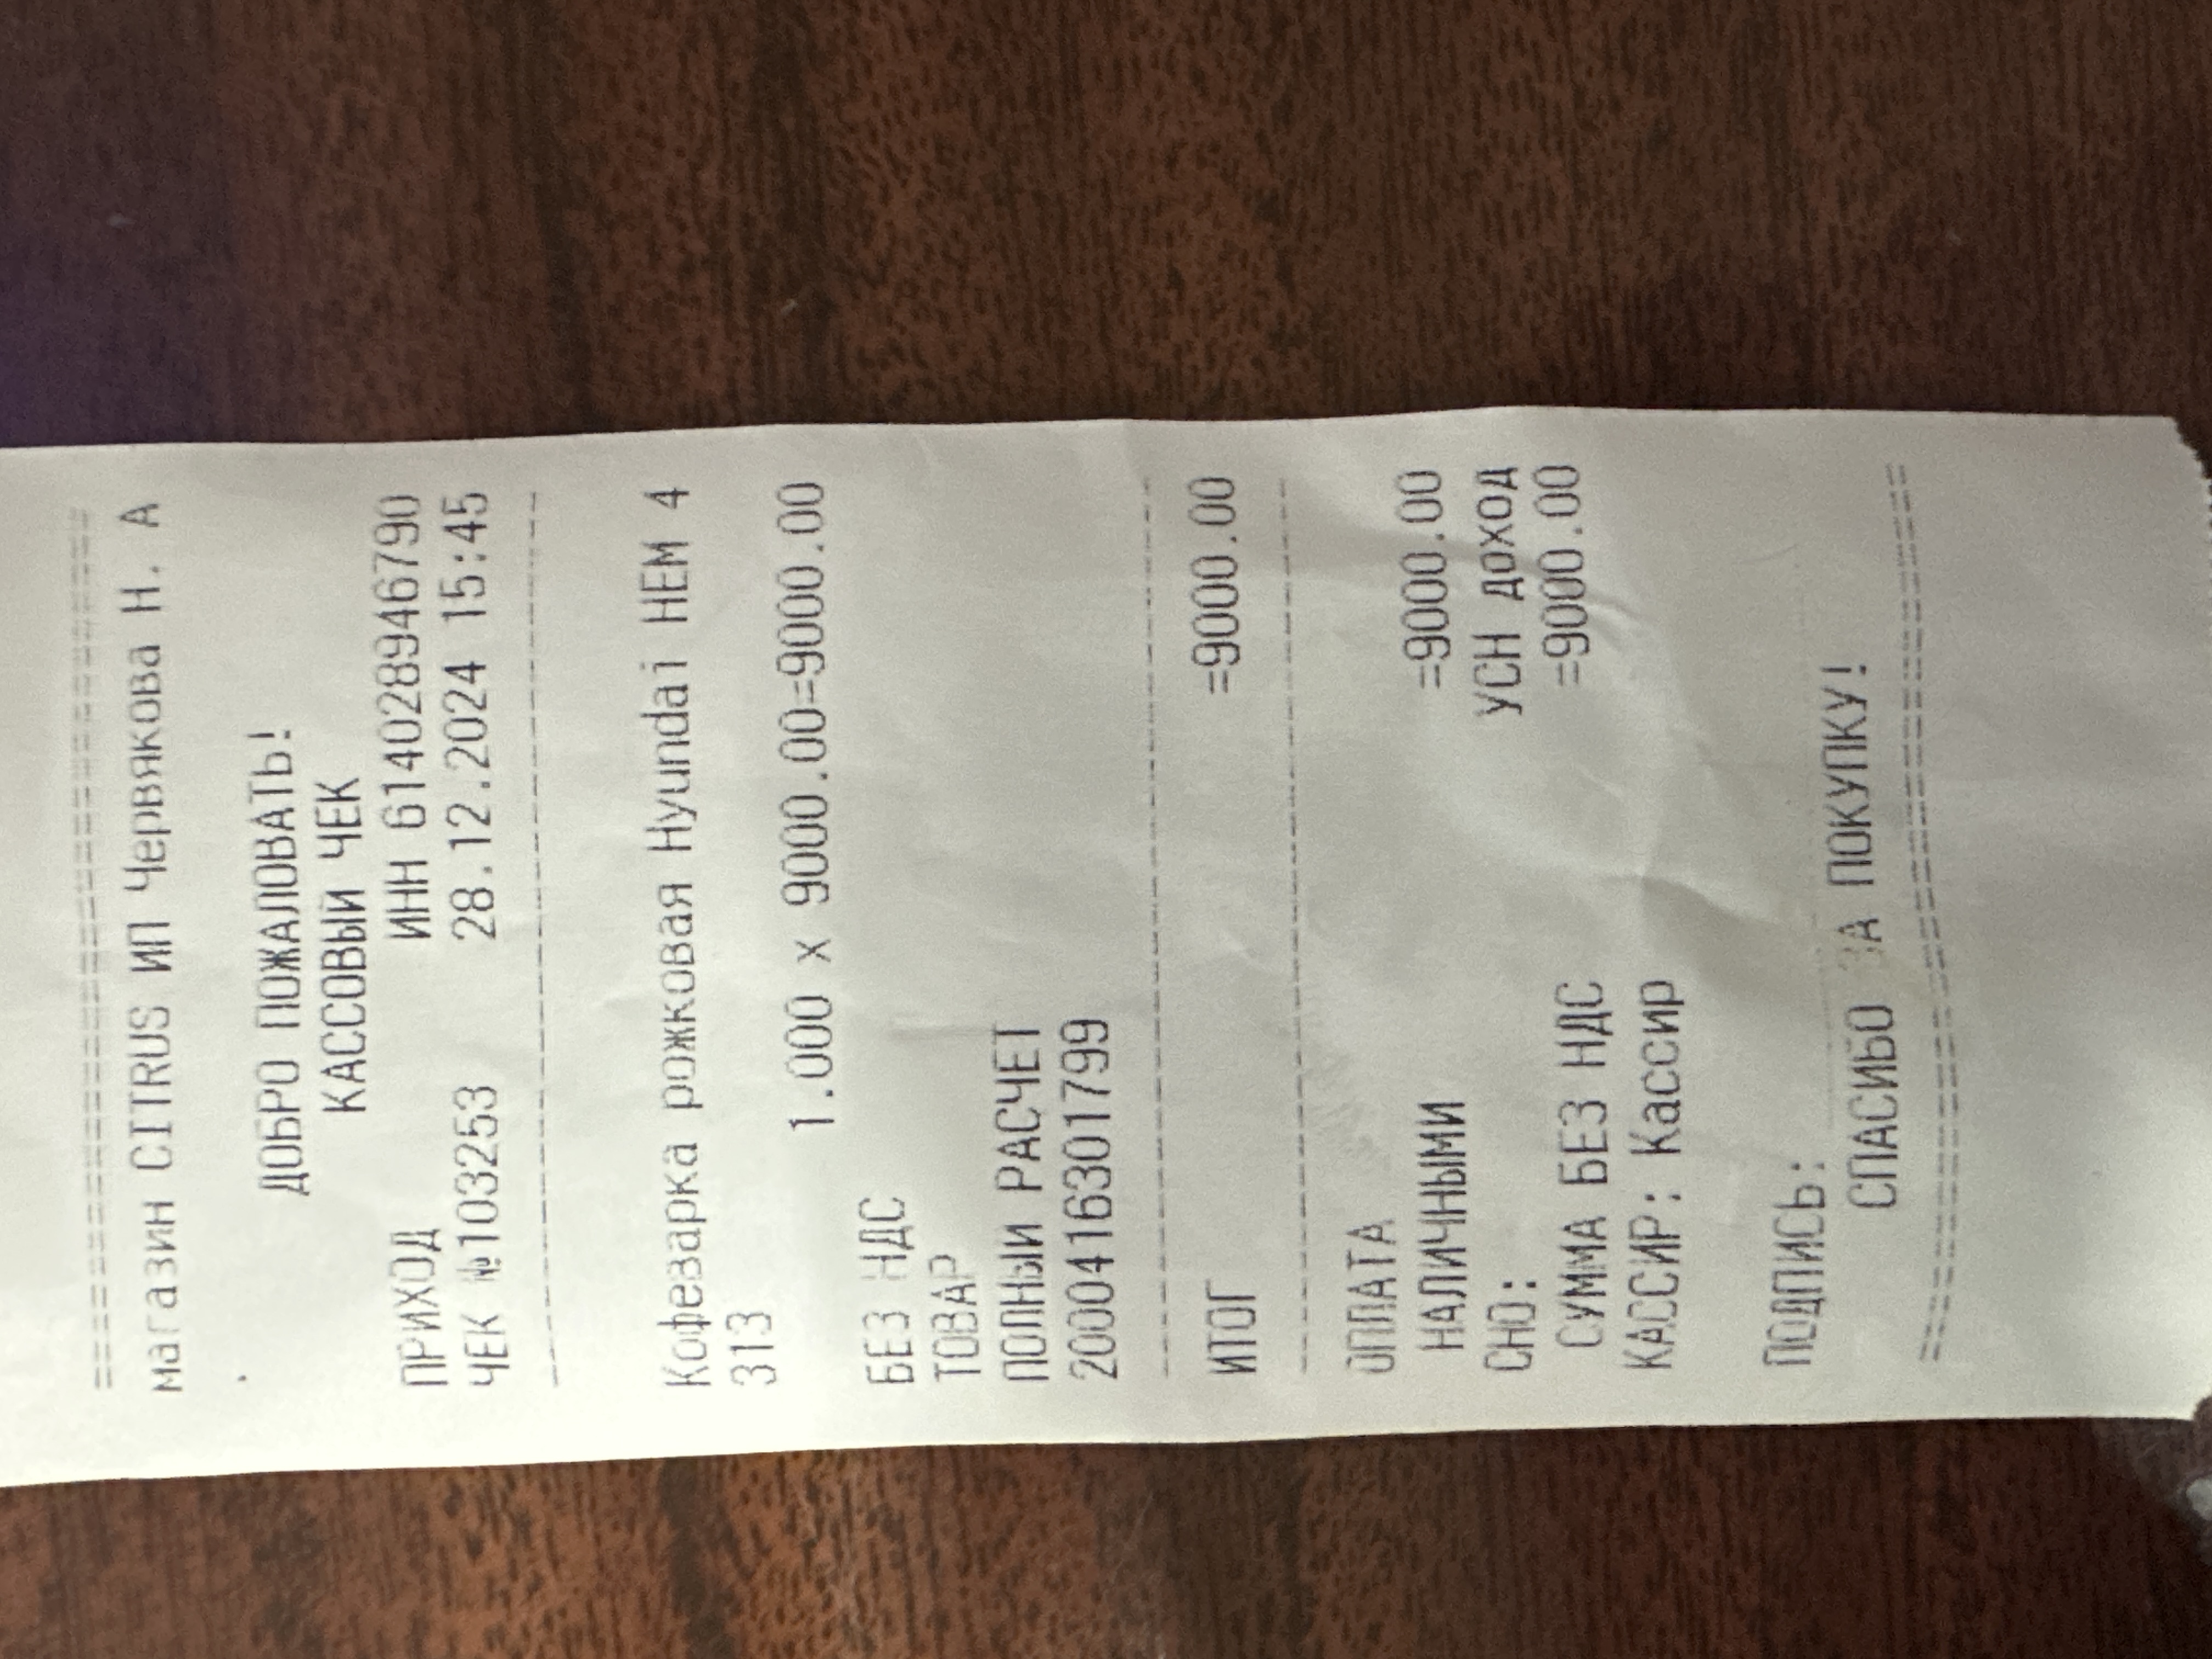 ================================
магазин CITRUS ИП Червякова Н. А
.
ДОБРО ПОЖАЛОВАТЬ!
КАССОВЫЙ ЧЕК
ПРИХОД ИНН 614028946790
ЧЕК №103253 28.12.2024 15:45
--------------------------------
Кофеварка рожковая Hyundai HEM 4
313
1.000 x 9000.00=9000.00
БЕЗ НДС
ТОВАР
ПОЛНЫЙ РАСЧЕТ
2000416301799
--------------------------------
ИТОГ =9000.00
--------------------------------
ОПЛАТА
НАЛИЧНЫМИ =9000.00
СНО: УСН доход
СУММА БЕЗ НДС =9000.00
КАССИР: Кассир
ПОДПИСЬ:
СПАСИБО ЗА ПОКУПКУ!
================================